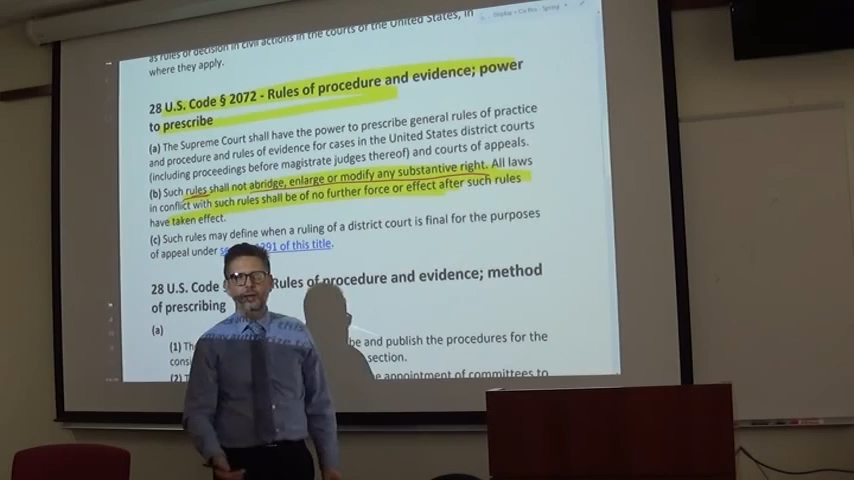 as rules of decision in civil actions in the courts of the United States, in
where they apply.
28 U.S. Code § 2072 - Rules of procedure and evidence; power
to prescribe
(a) The Supreme Court shall have the power to prescribe general rules of practice
and procedure and rules of evidence for cases in the United States district courts
(including proceedings before magistrate judges thereof) and courts of appeals.
(b) Such rules shall not abridge, enlarge or modify any substantive right. All laws
in conflict with such rules shall be of no further force or effect after such rules
have taken effect.
(c) Such rules may define when a ruling of a district court is final for the purposes
of appeal under 1291 of this title.
28 U.S. Code Rules of procedure and evidence; method
of prescribing
(a)
(1) be and publish the procedures for the
section.
(2) e appointment of committees to